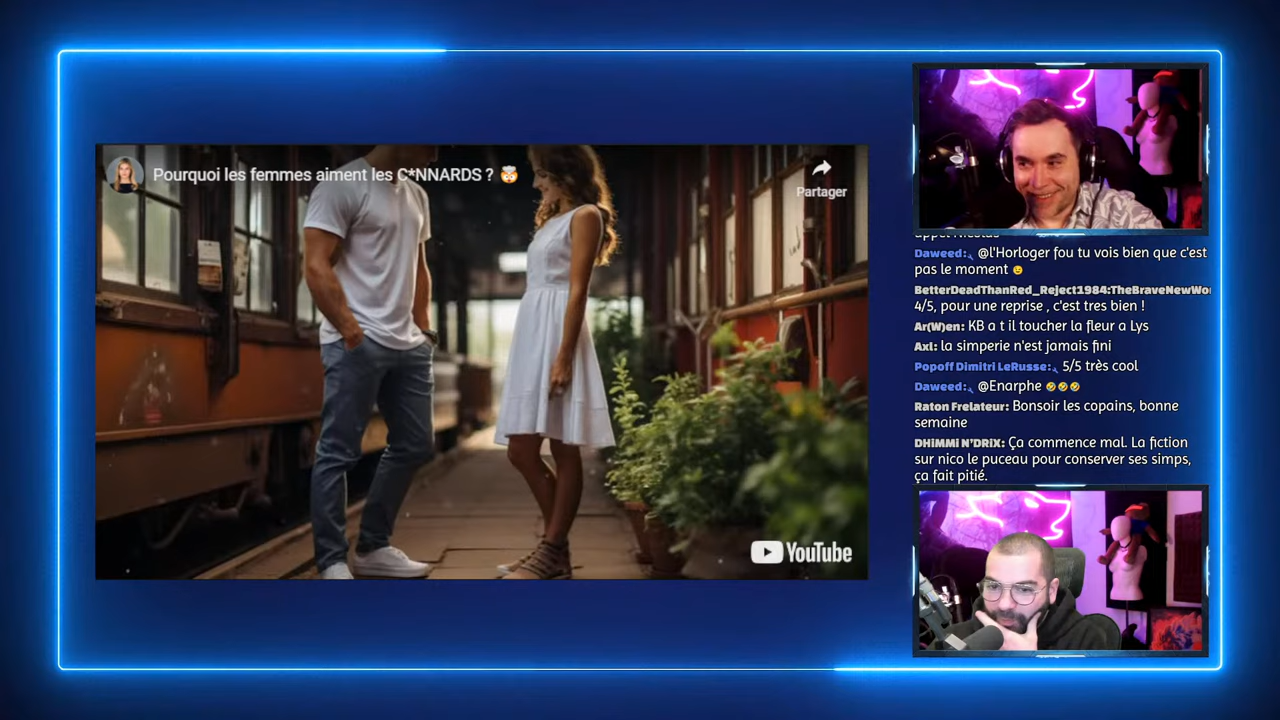 Pourquoi les femmes aiment les C*NNARDS ? 🤯
Partager
YouTube
Daweed: @l'Horloger fou tu vois bien que c'est
pas le moment 😉
BetterDeadThanRed_Reject1984:TheBraveNewWo
4/5, pour une reprise , c'est tres bien !
Ar(W)en: KB a t il toucher la fleur a Lys
Axl: la simperie n'est jamais fini
Popoff Dimitri LeRusse: 5/5 très cool
Daweed: @Enarphe 🤣🤣🤣
Raton Frelateur: Bonsoir les copains, bonne
semaine
DHiMMi N'DRiX: Ça commence mal. La fiction
sur nico le puceau pour conserver ses simps,
ça fait pitié.